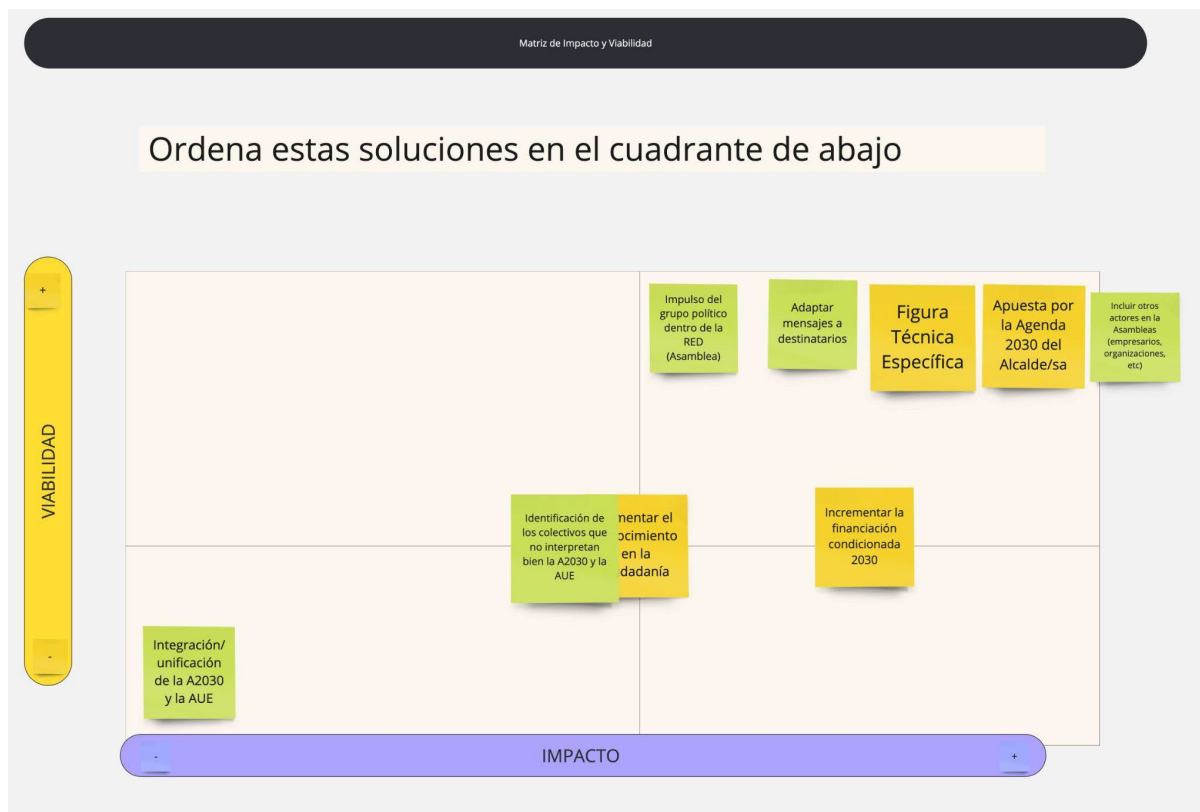 Matriz de Impacto y Viabilidad
Ordena estas soluciones en el cuadrante de abajo
+
VIABILIDAD
-
Impulso del
grupo político
dentro de la
RED
(Asamblea)
Adaptar
mensajes a
destinatarios
Figura
Técnica
Específica
Apuesta por
la Agenda
2030 del
Alcalde/sa
Incluir otros
actores en la
Asambleas
(empresarios,
organizaciones,
etc)
Identificación de
los colectivos que
no interpretan
bien la A2030 y la
AUE
mentar el
ocimiento
en la
dadanía
Incrementar la
financiación
condicionada
2030
Integración/
unificación
de la A2030
y la AUE
-
IMPACTO
+